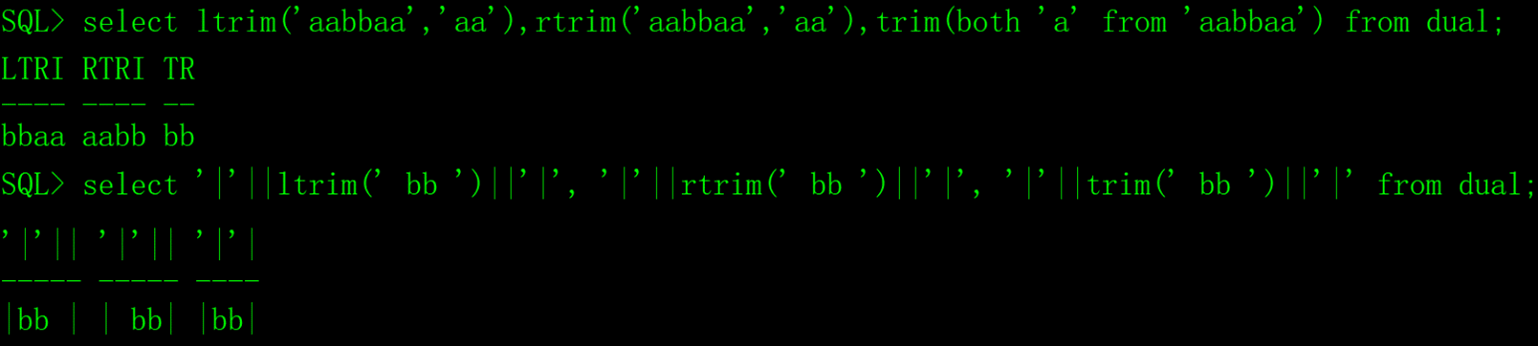 SQL> select ltrim('aabbaa','aa'),rtrim('aabbaa','aa'),trim(both 'a' from 'aabbaa') from dual;
LTRI RTRI TR
---- ---- --
bbaa aabb bb
SQL> select '|'||ltrim(' bb ')||'|', '|'||rtrim(' bb ')||'|', '|'||trim(' bb ')||'|' from dual;
'|'|| '|'|| '|'|
----- ----- ----
|bb | | bb| |bb|